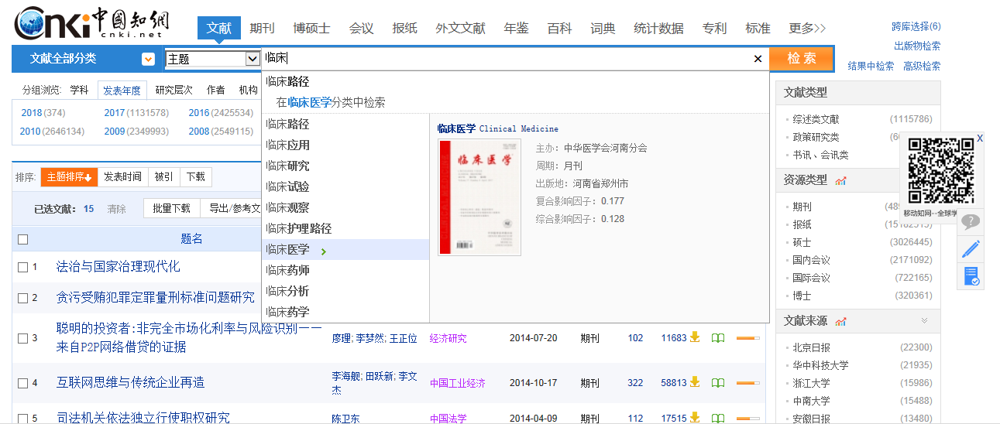 Cnki 中國知網
cnki.net
文献 期刊 博硕士 会议 报纸 外文文献 年鉴 百科 词典 统计数据 专利 标准 更多>>
跨库选择(6)
出版物检索
结果中检索 高级检索
文献全部分类 主题 临床 × 检索
分组浏览: 学科 发表年度 研究层次 作者 机构
2018 (374) 2017 (1131578) 2016 (2425534)
2010 (2646134) 2009 (2349993) 2008 (2549115)
临床路径
在临床医学分类中检索
临床路径
临床应用
临床研究
临床试验
临床观察
临床护理路径
临床医学
临床药师
临床分析
临床药学
临床医学 Clinical Medicine
临床医学
主办：中华医学会河南分会
周期：月刊
出版地：河南省郑州市
复合影响因子：0.177
综合影响因子：0.128
排序: 主题排序 发表时间 被引 下载
已选文献： 15 清除 批量下载 导出/参考文
题名
1 法治与国家治理现代化
2 贪污受贿犯罪定罪量刑标准问题研究
3 聪明的投资者:非完全市场化利率与风险识别——来自P2P网络借贷的证据 廖理; 李梦然; 王正位 经济研究 2014-07-20 期刊 102 11683
4 互联网思维与传统企业再造 李海舰; 田跃新; 李文杰 中国工业经济 2014-10-17 期刊 322 58813
5 司法机关依法独立行使职权研究 陈卫东 中国法学 2014-04-09 期刊 112 17515
文献类型
综述类文献 (1115786)
政策研究类
书讯、会讯类
资源类型
期刊
报纸
硕士 (3026445)
国内会议 (2171092)
国际会议 (722165)
博士 (320361)
文献来源
北京日报 (22300)
华中科技大学 (21935)
浙江大学 (15986)
中南大学 (15488)
安徽日报 (13480)
X
移动知网--全球学
?